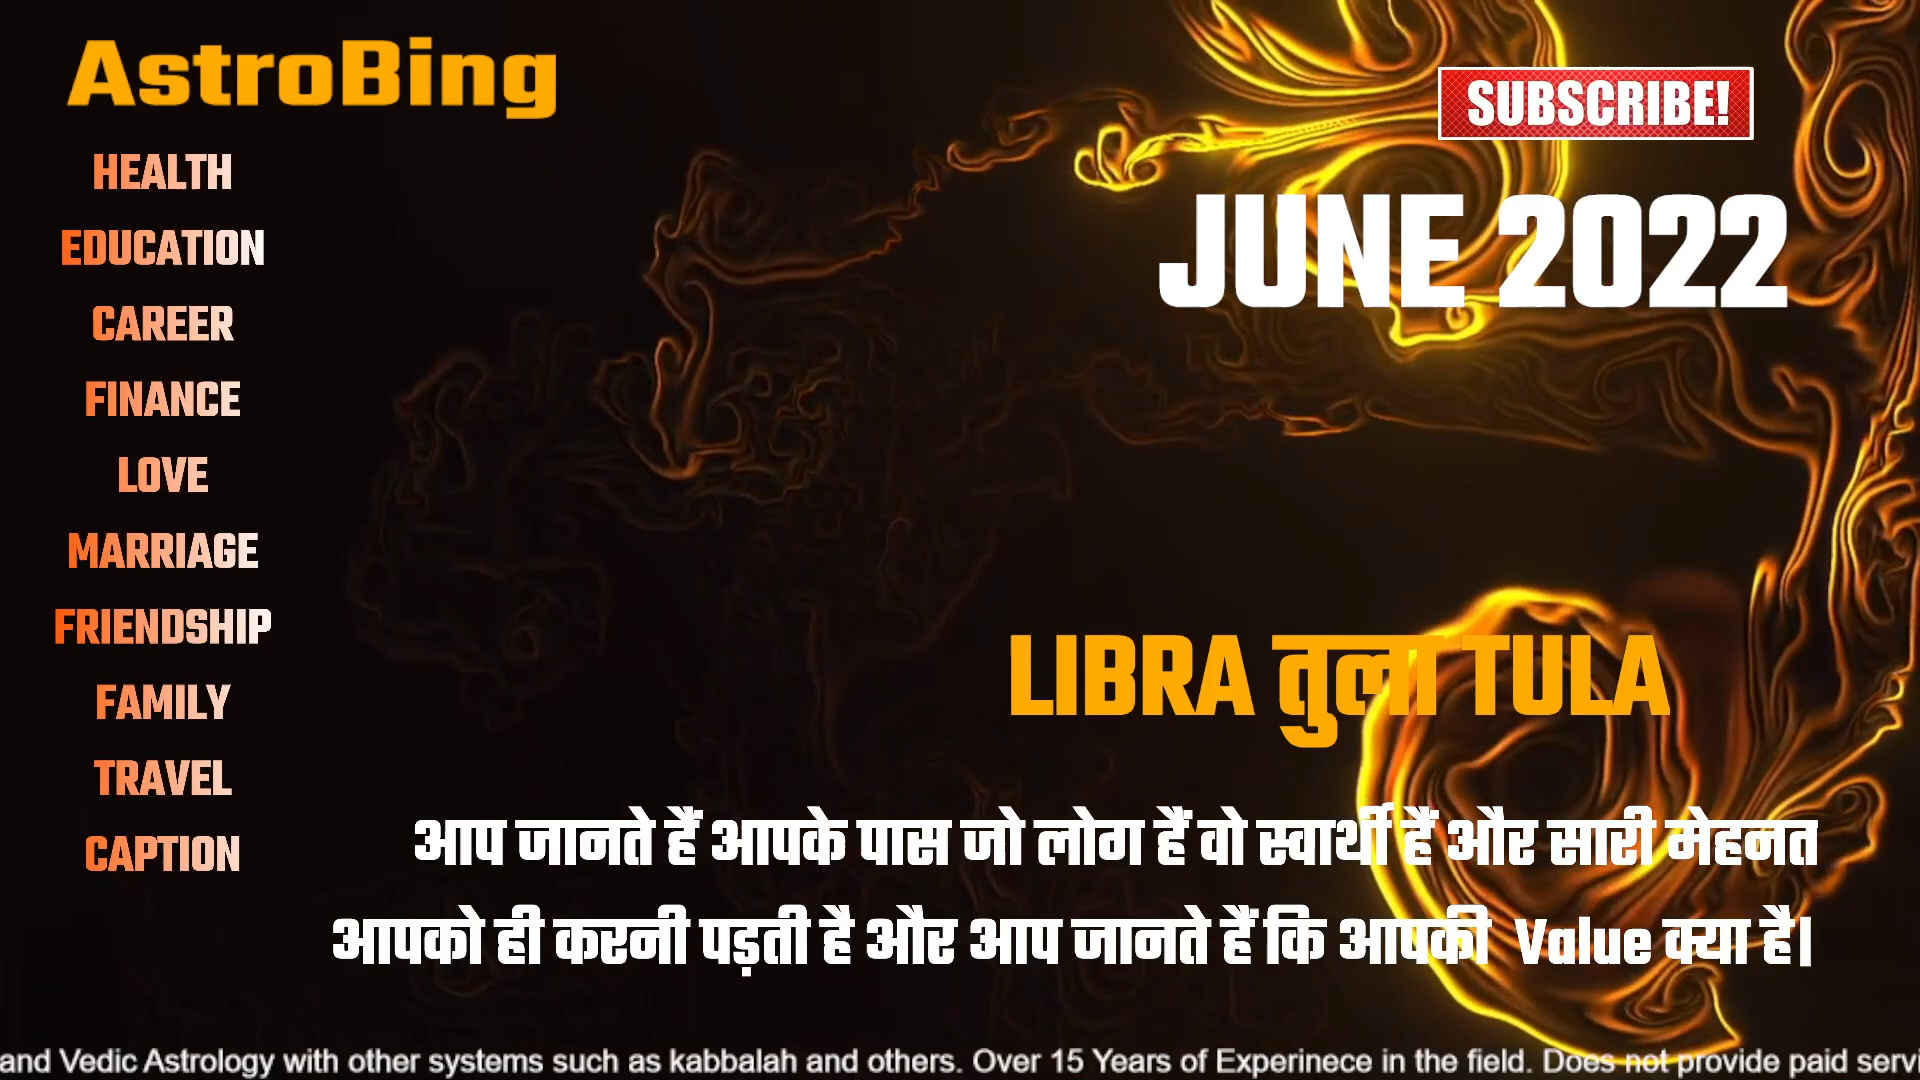 AstroBing
SUBSCRIBE!
HEALTH
EDUCATION
CAREER
FINANCE
LOVE
MARRIAGE
FRIENDSHIP
FAMILY
TRAVEL
CAPTION
JUNE 2022
LIBRA तुला TULA
आप जानते हैं आपके पास जो लोग हैं वो स्वार्थी हैं और सारी मेहनत
आपको ही करनी पड़ती है और आप जानते हैं कि आपकी Value क्या है।
and Vedic Astrology with other systems such as kabbalah and others. Over 15 Years of Experinece in the field. Does not provide paid servi